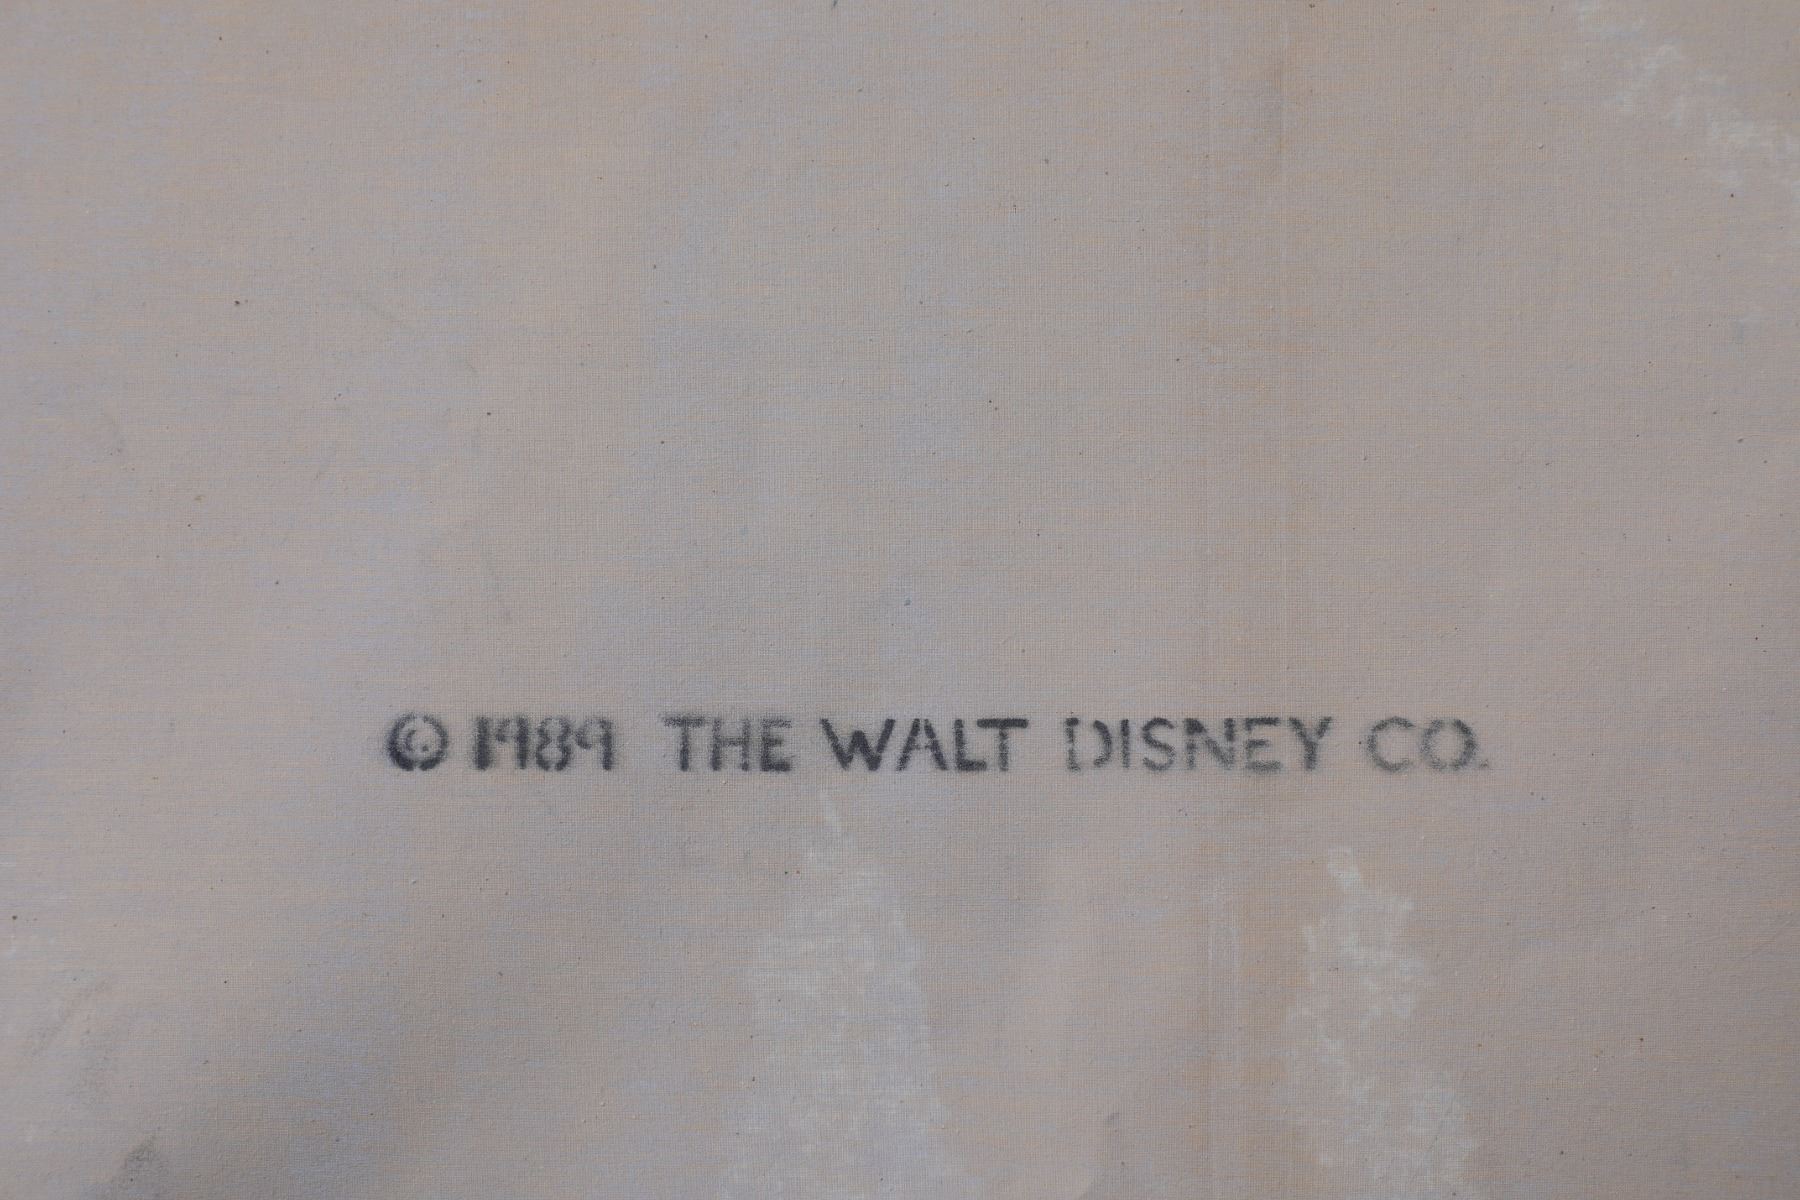 © 1989 THE WALT DISNEY CO.